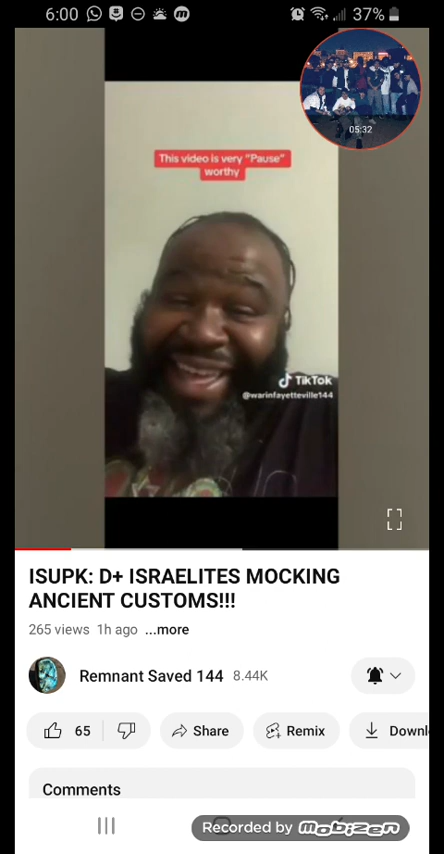 6:00
37%
05:32
This video is very "Pause"
worthy
TikTok
@warinfayetteville144
ISUPK: D+ ISRAELITES MOCKING
ANCIENT CUSTOMS!!!
265 views 1h ago ...more
Remnant Saved 144 8.44K
65 Share Remix Downl
Comments
Recorded by Mobizen